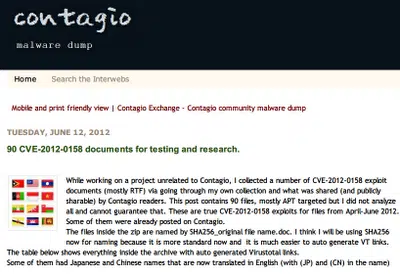 contagio
malware dump
Home Search the Interwebs
Mobile and print friendly view | Contagio Exchange - Contagio community malware dump
TUESDAY, JUNE 12, 2012
90 CVE-2012-0158 documents for testing and research.
While working on a project unrelated to Contagio, I collected a number of CVE-2012-0158 exploit
documents (mostly RTF) via going through my own collection and what was shared (and publicly
sharable) by Contagio readers. This post contains 90 files, mostly APT targeted but I did not analyze
all and cannot guarantee that. These are true CVE-2012-0158 exploits for files from April-June 2012.
Some of them were already posted on Contagio.
The files inside the zip are named by SHA256_original file name.doc. I think I will be using SHA256
now for naming because it is more standard now and it is much easier to auto generate VT links.
The table below shows everything inside the archive with auto generated Virustotal links.
Some of them had Japanese and Chinese names that are now translated in English (with (JP) and (CN) in the name)